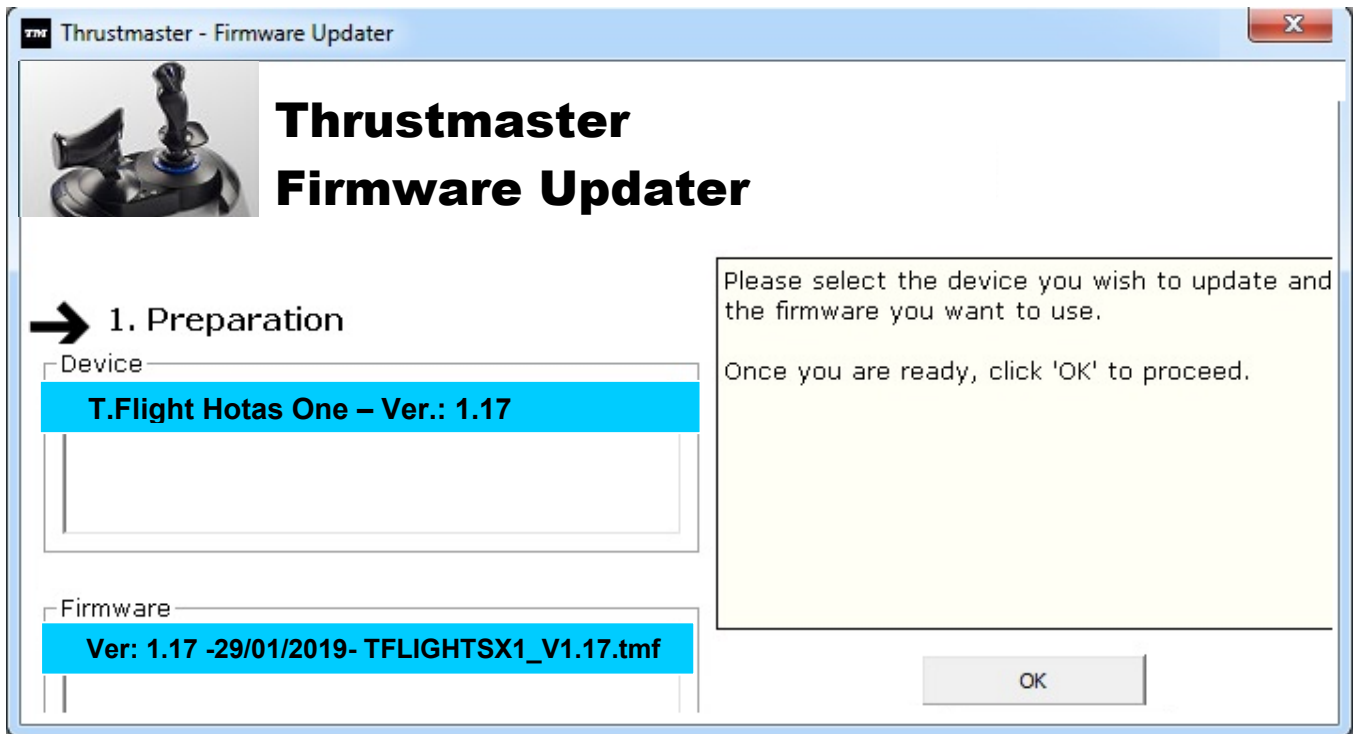 TM Thrustmaster - Firmware Updater
X
Thrustmaster
Firmware Updater
1. Preparation
Device
T.Flight Hotas One – Ver.: 1.17
Firmware
Ver: 1.17 -29/01/2019- TFLIGHTSX1_V1.17.tmf
Please select the device you wish to update and
the firmware you want to use.
Once you are ready, click 'OK' to proceed.
OK